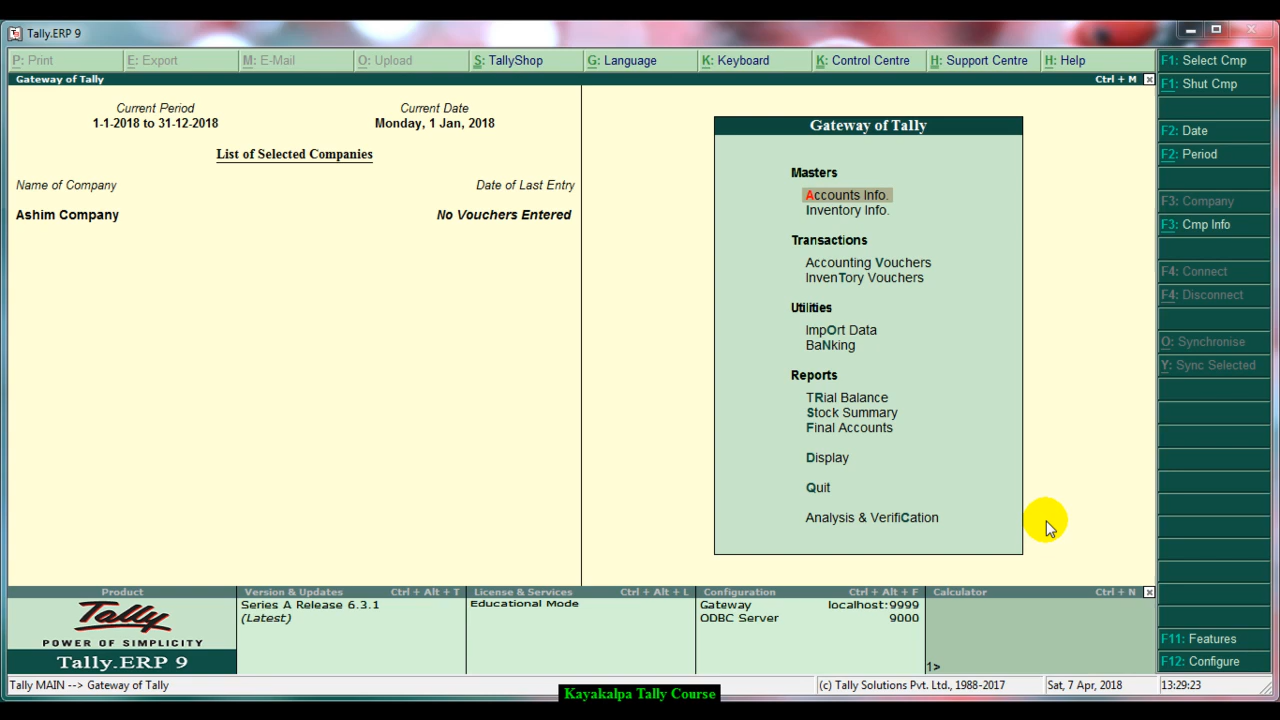 Tally.ERP 9
P: Print
E: Export
M: E-Mail
O: Upload
S: TallyShop
G: Language
K: Keyboard
K: Control Centre
H: Support Centre
H: Help
Gateway of Tally
Ctrl + M
Current Period
1-1-2018 to 31-12-2018
Current Date
Monday, 1 Jan, 2018
List of Selected Companies
Name of Company
Date of Last Entry
Ashim Company
No Vouchers Entered
Gateway of Tally
Masters
Accounts Info.
Inventory Info.
Transactions
Accounting Vouchers
InvenTory Vouchers
Utilities
ImpOrt Data
BaNking
Reports
TRial Balance
Stock Summary
Final Accounts
Display
Quit
Analysis & VerifiCation
F1: Select Cmp
F1: Shut Cmp
F2: Date
F2: Period
F3: Company
F3: Cmp Info
F4: Connect
F4: Disconnect
O: Synchronise
Y: Sync Selected
F11: Features
F12: Configure
Product
Tally
POWER OF SIMPLICITY
Tally.ERP 9
Version & Updates
Ctrl + Alt + T
Series A Release 6.3.1
(Latest)
License & Services
Ctrl + Alt + L
Educational Mode
Configuration
Ctrl + Alt + F
Gateway
localhost:9999
ODBC Server
9000
Calculator
Ctrl + N
1>
Tally MAIN --> Gateway of Tally
(c) Tally Solutions Pvt. Ltd., 1988-2017
Sat, 7 Apr, 2018
13:29:23
Kayakalpa Tally Course